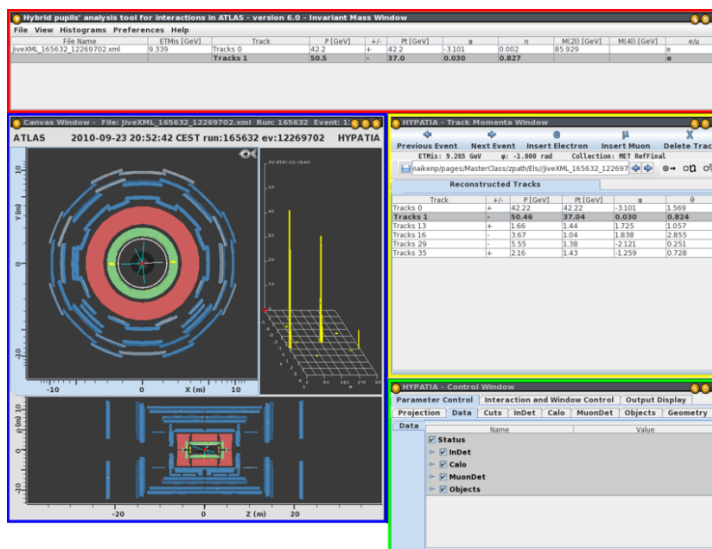 Hybrid pupils' analysis tool for interactions in ATLAS - version 6.0 - Invariant Mass Window
File View Histograms Preferences Help
File Name ETMis [GeV] Track P [GeV] +/- Pt [GeV] φ η M(2l) [GeV] M(4l) [GeV] e/μ
JiveXML_165632_12269702.xml 9.339 Tracks 0 42.2 + 42.2 -3.101 0.002 85.929 e
Tracks 1 50.5 - 37.0 0.030 0.827 e
Canvas Window - File: JiveXML_165632_12269702.xml Run: 165632 Event: 1
ATLAS 2010-09-23 20:52:42 CEST run:165632 ev:12269702 HYPATIA
Y (m)
0
-10
-10 0 X (m) 10
0
-10
-20 0 Z (m) 20
HYPATIA - Track Momenta Window
Previous Event Next Event Insert Electron Insert Muon Delete Trac
ETMis: 9.265 GeV φ: -1.000 rad Collection: MET_RefFinal
naikenp/pages/MasterClass/zpath/Els/JiveXML_165632_122697
Reconstructed Tracks
Track +/- P [GeV] Pt [GeV] φ θ
Tracks 0 + 42.22 42.22 -3.101 1.569
Tracks 1 - 50.46 37.04 0.030 0.824
Tracks 13 + 1.66 1.44 1.725 1.057
Tracks 16 - 3.67 1.04 1.838 2.855
Tracks 29 - 5.55 1.38 -2.121 0.251
Tracks 35 + 2.16 1.43 -1.259 0.728
HYPATIA - Control Window
Parameter Control Interaction and Window Control Output Display
Projection Data Cuts InDet Calo MuonDet Objects Geometry
Data Name Value
Status
InDet
Calo
MuonDet
Objects